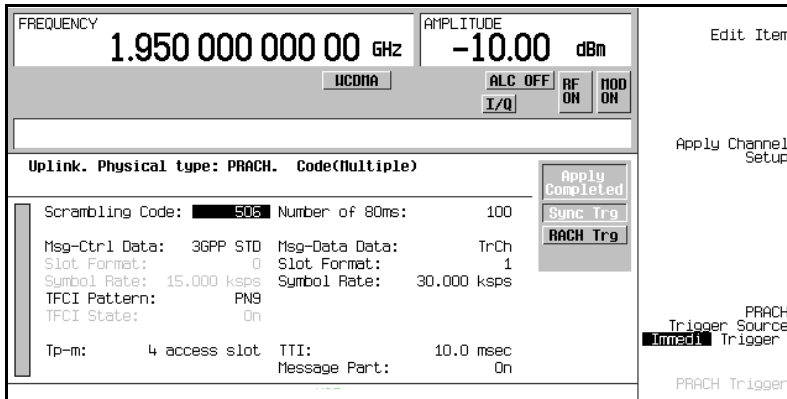 FREQUENCY
1.950 000 000 00 GHz
AMPLITUDE
-10.00 dBm
Edit Item
WCDMA
ALC OFF
RF ON
MOD ON
I/Q
Apply Channel
Setup
Uplink. Physical type: PRACH. Code(Multiple)
Apply
Completed
Scrambling Code: 506 Number of 80ms: 100
Sync Trg
RACH Trg
Msg-Ctrl Data: 3GPP STD Msg-Data Data: TrCh
Slot Format: 0 Slot Format: 1
Symbol Rate: 15.000 ksps Symbol Rate: 30.000 ksps
TFCI Pattern: PN9
TFCI State: On
PRACH
Trigger Source
Immedi Trigger
Tp-m: 4 access slot TTI: 10.0 msec
Message Part: On
PRACH Trigger